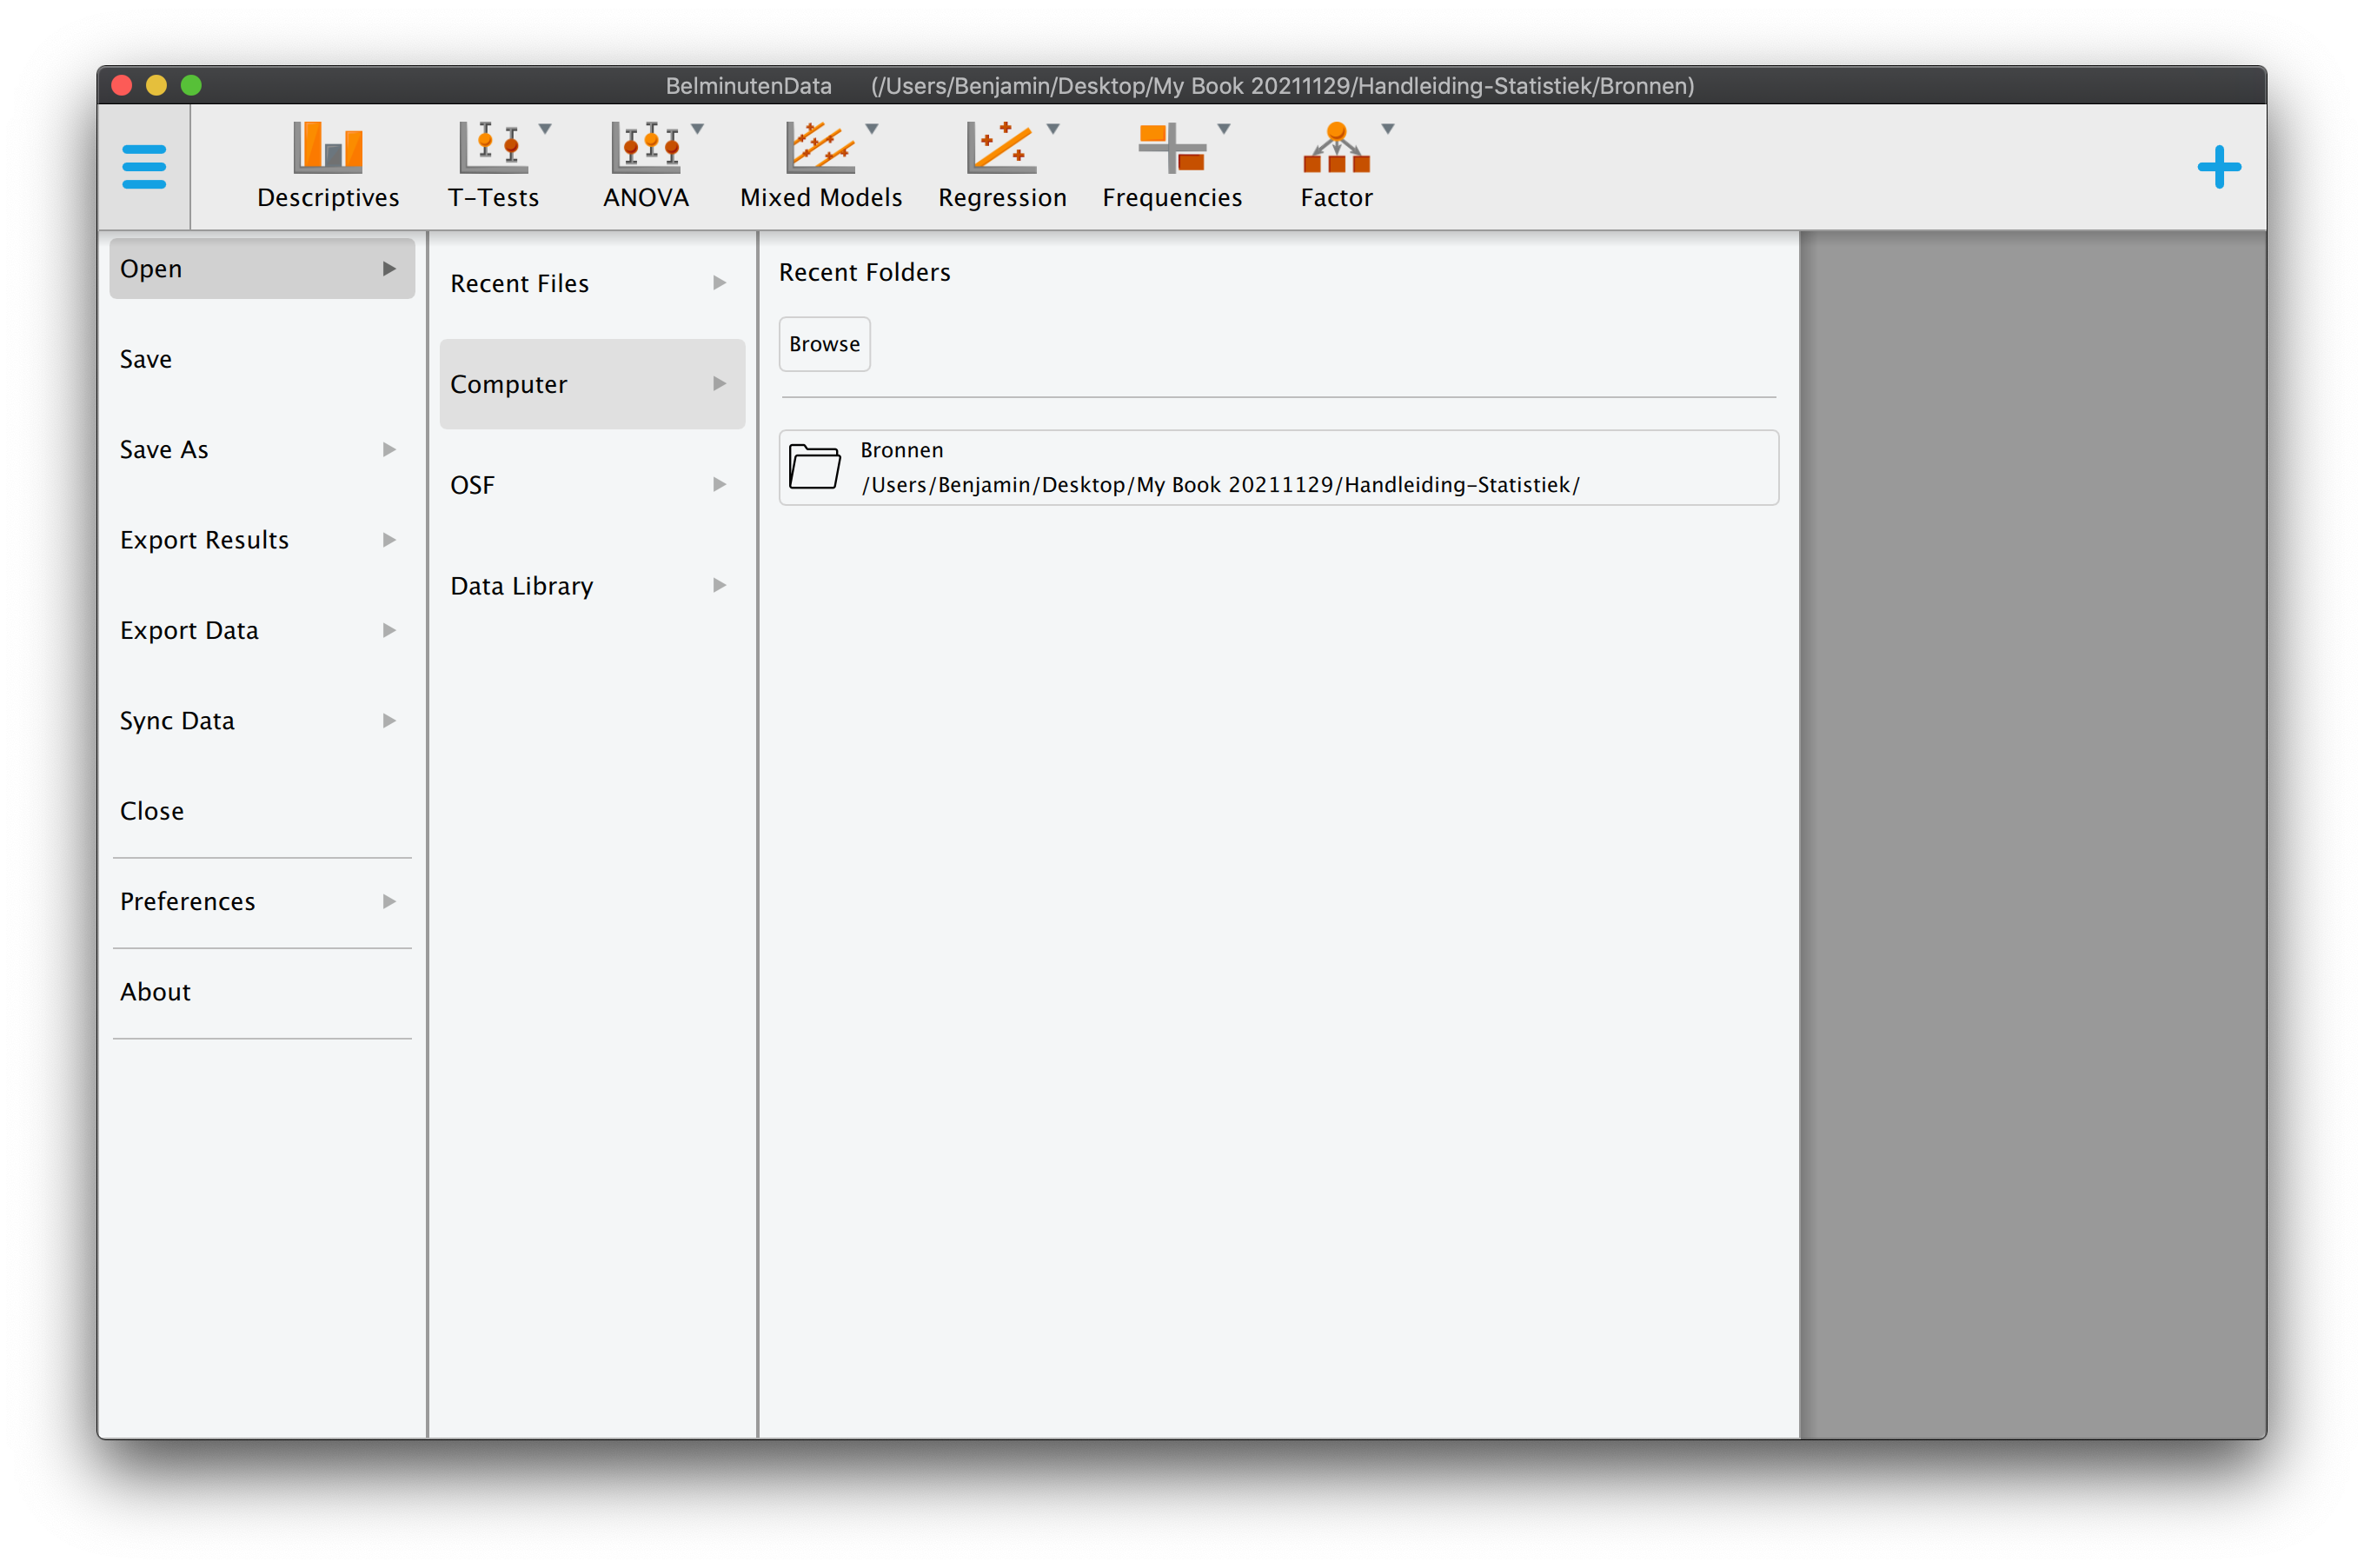 BelminutenData (/Users/Benjamin/Desktop/My Book 20211129/Handleiding-Statistiek/Bronnen)
Descriptives
T-Tests
ANOVA
Mixed Models
Regression
Frequencies
Factor
Open
Save
Save As
Export Results
Export Data
Sync Data
Close
Preferences
About
Recent Files
Computer
OSF
Data Library
Recent Folders
Browse
Bronnen
/Users/Benjamin/Desktop/My Book 20211129/Handleiding-Statistiek/